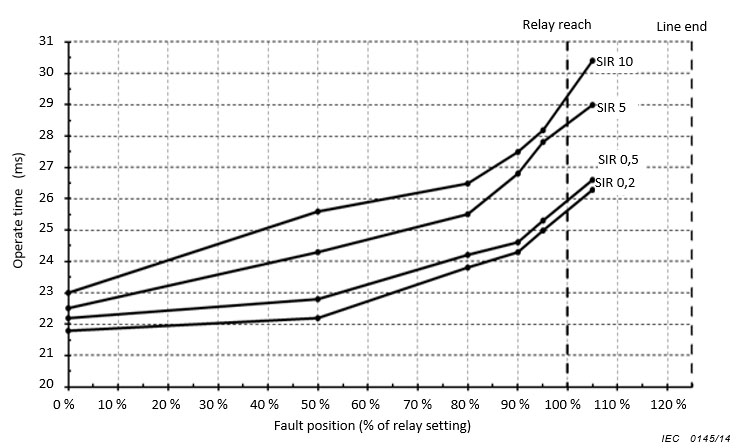 Relay reach
Line end
31
30
29
28
27
26
25
24
23
22
21
20
Operate time (ms)
SIR 10
SIR 5
SIR 0,5
SIR 0,2
0 % 10 % 20 % 30 % 40 % 50 % 60 % 70 % 80 % 90 % 100 % 110 % 120 %
Fault position (% of relay setting)
IEC 0145/14